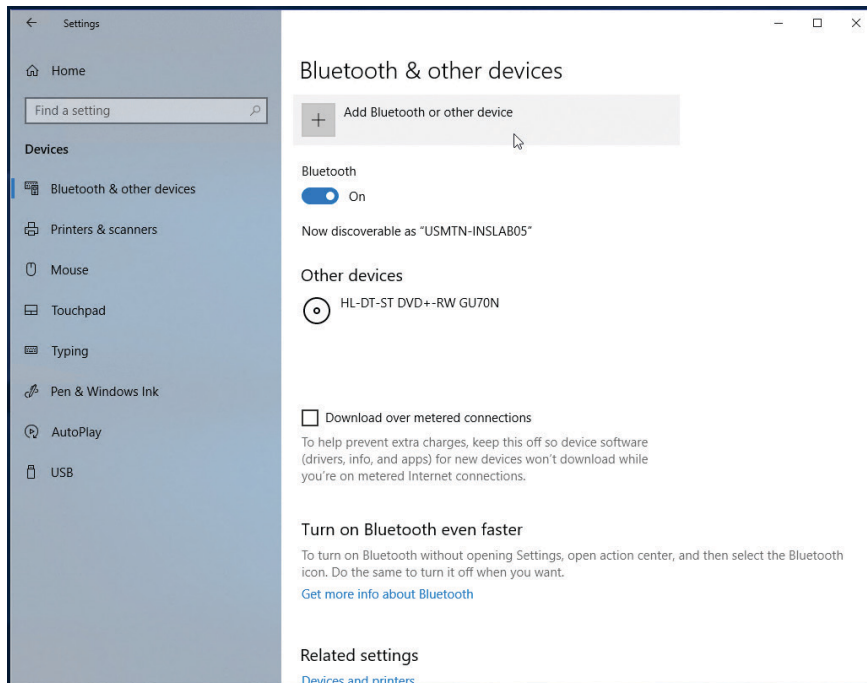 Settings
Home
Find a setting
Devices
Bluetooth & other devices
Printers & scanners
Mouse
Touchpad
Typing
Pen & Windows Ink
AutoPlay
USB
Bluetooth & other devices
Add Bluetooth or other device
Bluetooth
On
Now discoverable as “USMTN-INSLAB05”
Other devices
HL-DT-ST DVD+-RW GU70N
Download over metered connections
To help prevent extra charges, keep this off so device software
(drivers, info, and apps) for new devices won’t download while
you’re on metered Internet connections.
Turn on Bluetooth even faster
To turn on Bluetooth without opening Settings, open action center, and then select the Bluetooth
icon. Do the same to turn it off when you want.
Get more info about Bluetooth
Related settings
Devices and printers